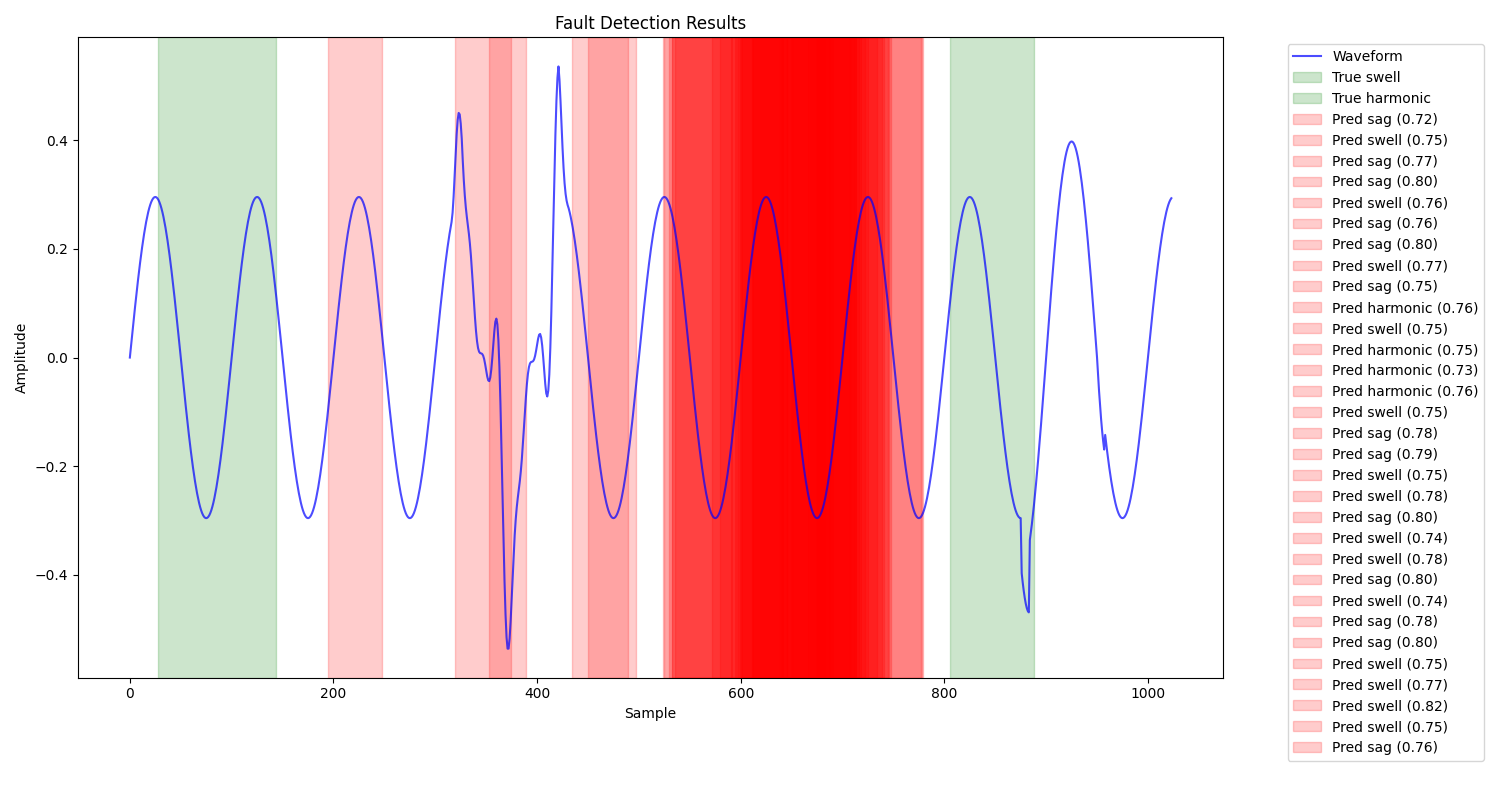 Fault Detection Results
Amplitude
0.4
0.2
0.0
−0.2
−0.4
0
200
400
600
800
1000
Sample
Waveform
True swell
True harmonic
Pred sag (0.72)
Pred swell (0.75)
Pred sag (0.77)
Pred sag (0.80)
Pred swell (0.76)
Pred sag (0.76)
Pred sag (0.80)
Pred swell (0.77)
Pred sag (0.75)
Pred harmonic (0.76)
Pred swell (0.75)
Pred harmonic (0.75)
Pred harmonic (0.73)
Pred harmonic (0.76)
Pred swell (0.75)
Pred sag (0.78)
Pred sag (0.79)
Pred swell (0.75)
Pred swell (0.78)
Pred sag (0.80)
Pred swell (0.74)
Pred swell (0.78)
Pred sag (0.80)
Pred swell (0.74)
Pred sag (0.78)
Pred sag (0.80)
Pred swell (0.75)
Pred swell (0.77)
Pred swell (0.82)
Pred swell (0.75)
Pred sag (0.76)